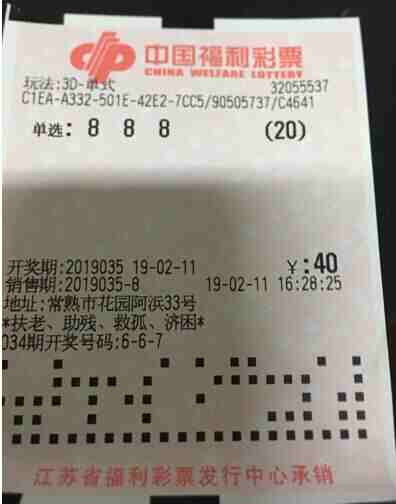 中国福利彩票
CHINA WELFARE LOTTERY
玩法:3D-单式 32055537
C1EA-A332-501E-42E2-7CC5/90505737/C4641
单选: 8 8 8 (20)
开奖期:2019035 19-02-11 ¥:40
销售期:2019035-8 19-02-11 16:28:25
地址:常熟市花园阿浜33号
*扶老、助残、救孤、济困*
034期开奖号码:6-6-7
江苏省福利彩票发行中心承销